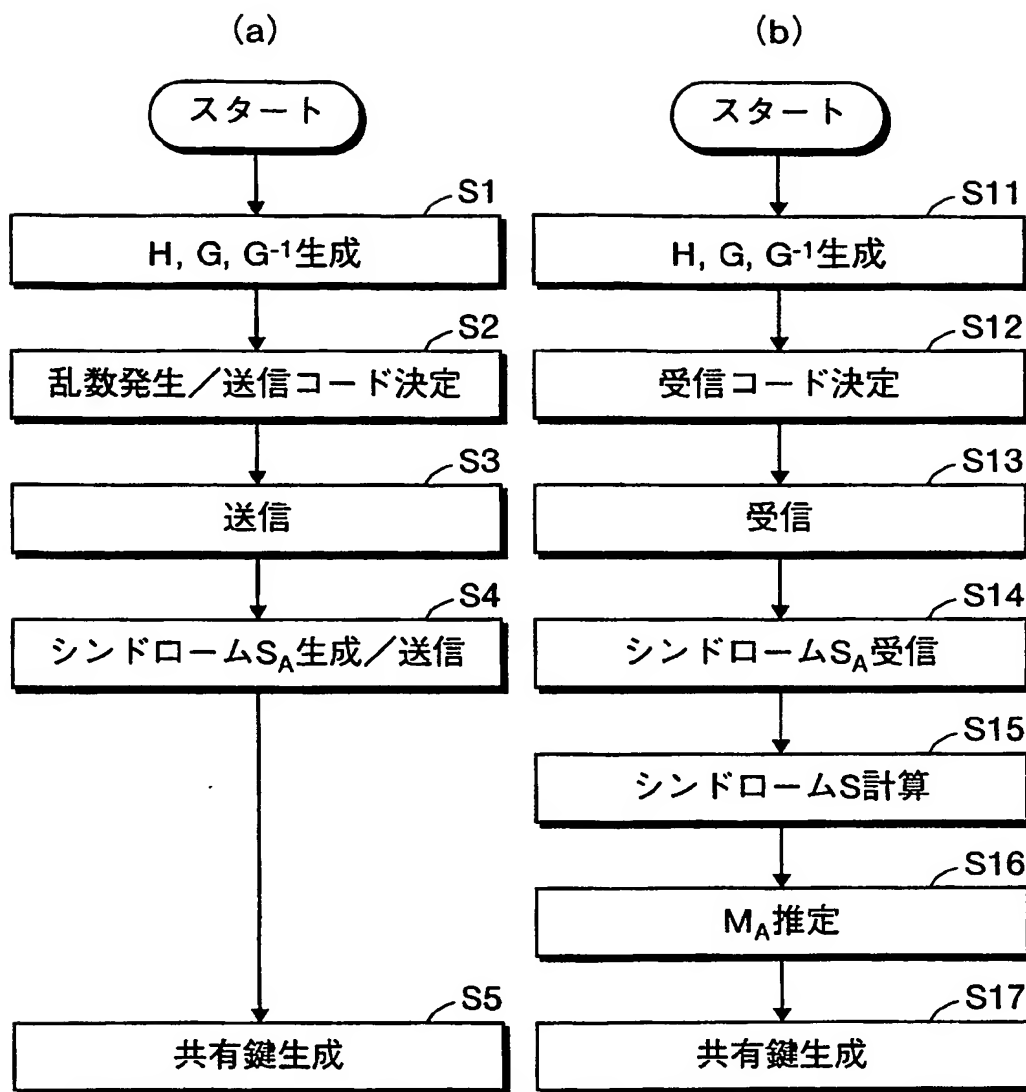 (a)
スタート
S1
H, G, G-1生成
S2
乱数発生／送信コード決定
S3
送信
S4
シンドロームSA生成／送信
S5
共有鍵生成
(b)
スタート
S11
H, G, G-1生成
S12
受信コード決定
S13
受信
S14
シンドロームSA受信
S15
シンドロームS計算
S16
MA推定
S17
共有鍵生成